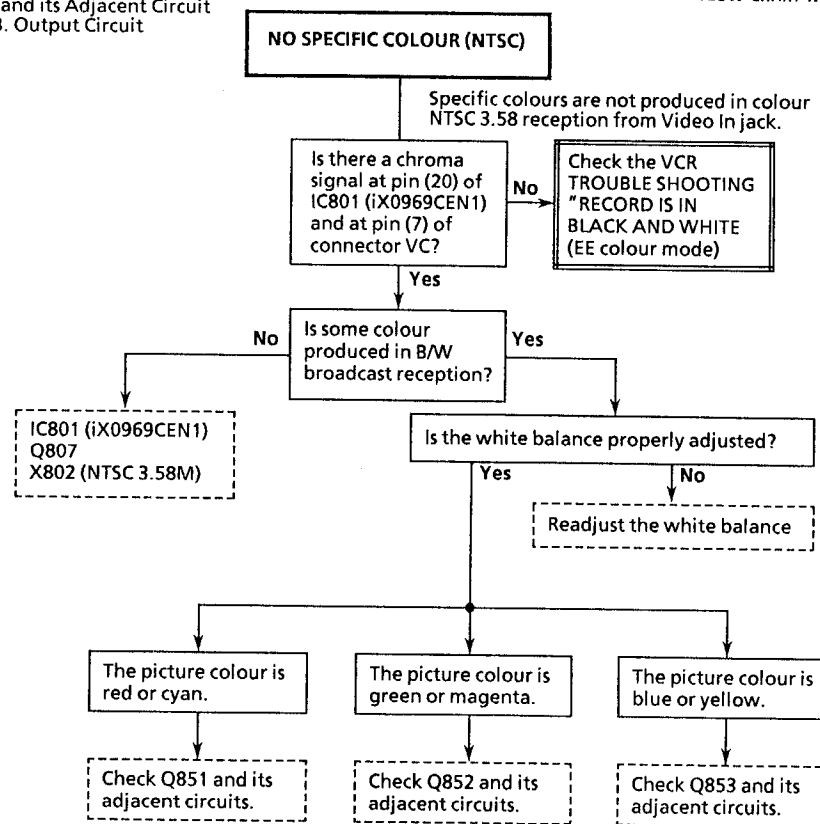 and its Adjacent Circuit
3. Output Circuit
NO SPECIFIC COLOUR (NTSC)
Specific colours are not produced in colour
NTSC 3.58 reception from Video In jack.
Is there a chroma
signal at pin (20) of
IC801 (iX0969CEN1)
and at pin (7) of
connector VC?
No
Check the VCR
TROUBLE SHOOTING
"RECORD IS IN
BLACK AND WHITE
(EE colour mode)
Yes
Is some colour
produced in B/W
broadcast reception?
No
Yes
IC801 (iX0969CEN1)
Q807
X802 (NTSC 3.58M)
Is the white balance properly adjusted?
Yes
No
Readjust the white balance
The picture colour is
red or cyan.
The picture colour is
green or magenta.
The picture colour is
blue or yellow.
Check Q851 and its
adjacent circuits.
Check Q852 and its
adjacent circuits.
Check Q853 and its
adjacent circuits.